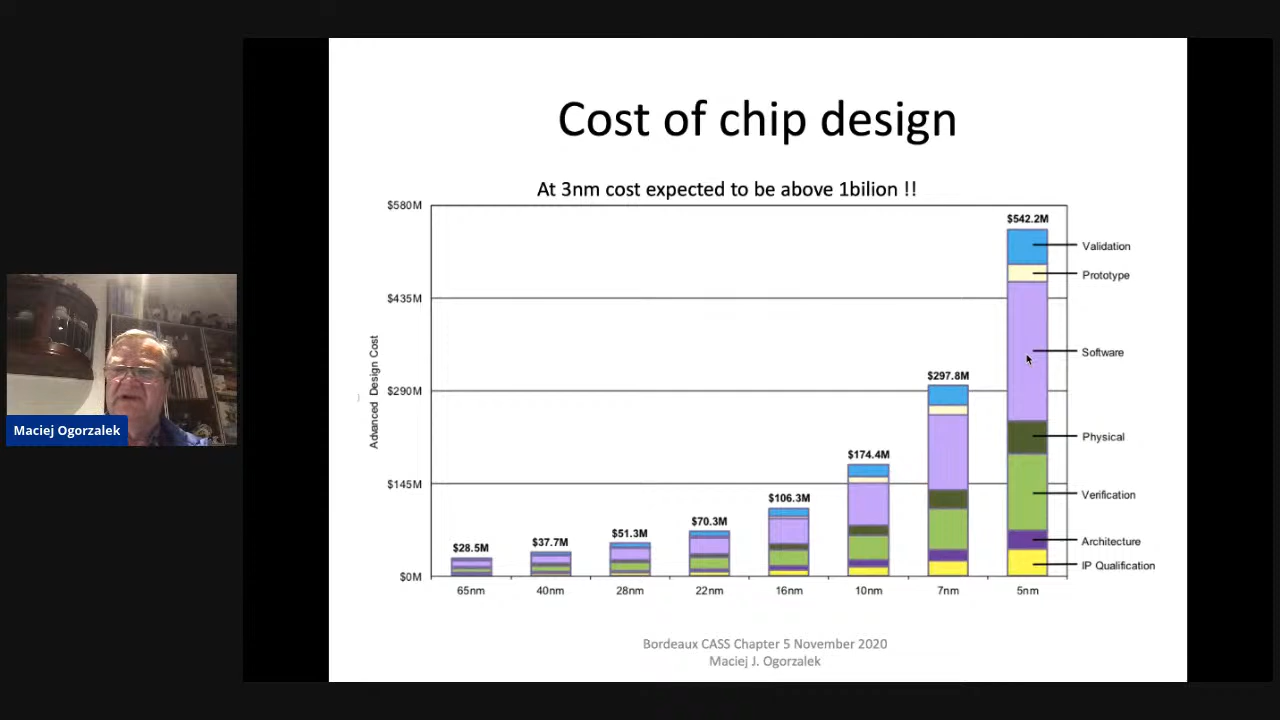 Cost of chip design
At 3nm cost expected to be above 1bilion !!
$580M
$435M
$290M
$145M
$0M
Advanced Design Cost
$28.5M
$37.7M
$51.3M
$70.3M
$106.3M
$174.4M
$297.8M
$542.2M
65nm
40nm
28nm
22nm
16nm
10nm
7nm
5nm
Validation
Prototype
Software
Physical
Verification
Architecture
IP Qualification
Bordeaux CASS Chapter 5 November 2020
Maciej J. Ogorzalek
Maciej Ogorzalek